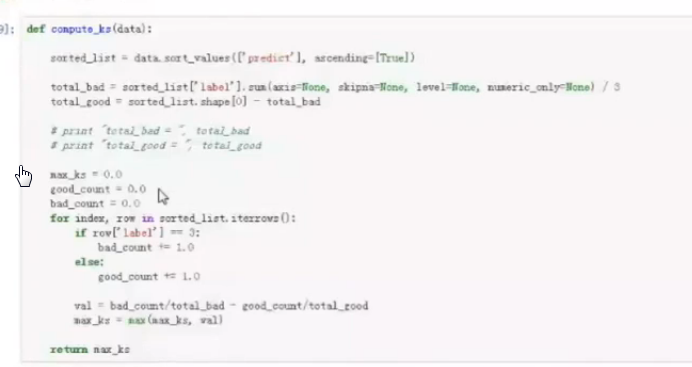 9]: def compute_ks(data):
sorted_list = data.sort_values(['predict'], ascending=[True])
total_bad = sorted_list['label'].sum(axis=None, skipna=None, level=None, numeric_only=None) / 3
total_good = sorted_list.shape[0] - total_bad
# print "total_bad = ", total_bad
# print "total_good = ", total_good
max_ks = 0.0
good_count = 0.0
bad_count = 0.0
for index, row in sorted_list.iterrows():
if row['label'] == 3:
bad_count += 1.0
else:
good_count += 1.0
val = bad_count/total_bad - good_count/total_good
max_ks = max(max_ks, val)
return max_ks